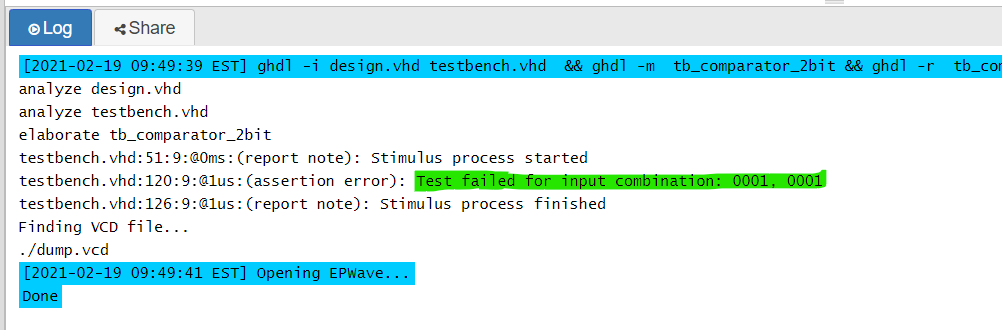 Log
Share
[2021-02-19 09:49:39 EST] ghdl -i design.vhd testbench.vhd  && ghdl -m  tb_comparator_2bit && ghdl -r  tb_com
analyze design.vhd
analyze testbench.vhd
elaborate tb_comparator_2bit
testbench.vhd:51:9:@0ms:(report note): Stimulus process started
testbench.vhd:120:9:@1us:(assertion error): Test failed for input combination: 0001, 0001
testbench.vhd:126:9:@1us:(report note): Stimulus process finished
Finding VCD file...
./dump.vcd
[2021-02-19 09:49:41 EST] Opening EPWave...
Done